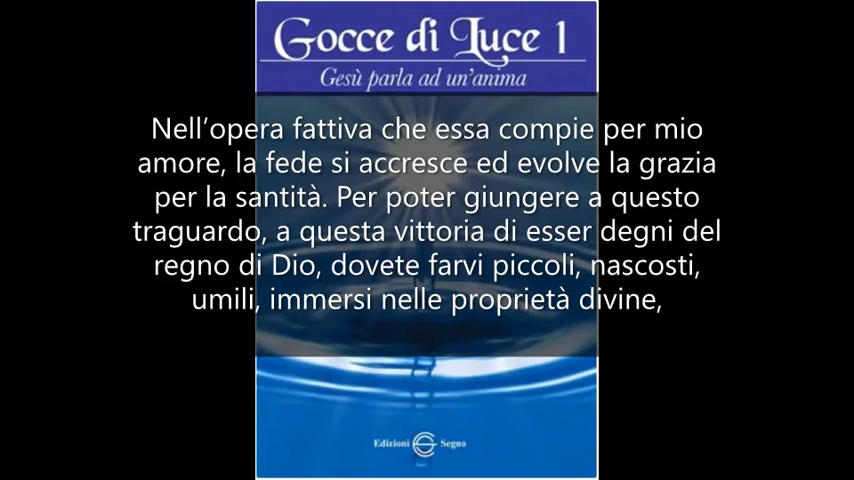 Gocce di Luce 1
Gesù parla ad un'anima
Nell'opera fattiva che essa compie per mio
amore, la fede si accresce ed evolve la grazia
per la santità. Per poter giungere a questo
traguardo, a questa vittoria di esser degni del
regno di Dio, dovete farvi piccoli, nascosti,
umili, immersi nelle proprietà divine,
Edizioni Segno